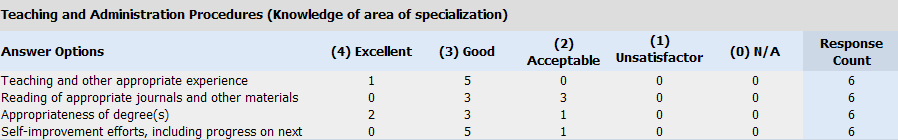 Teaching and Administration Procedures (Knowledge of area of specialization)
Answer Options (4) Excellent (3) Good (2) Acceptable (1) Unsatisfactor (0) N/A Response Count
Teaching and other appropriate experience 1 5 0 0 0 6
Reading of appropriate journals and other materials 0 3 3 0 0 6
Appropriateness of degree(s) 2 3 1 0 0 6
Self-improvement efforts, including progress on next 0 5 1 0 0 6